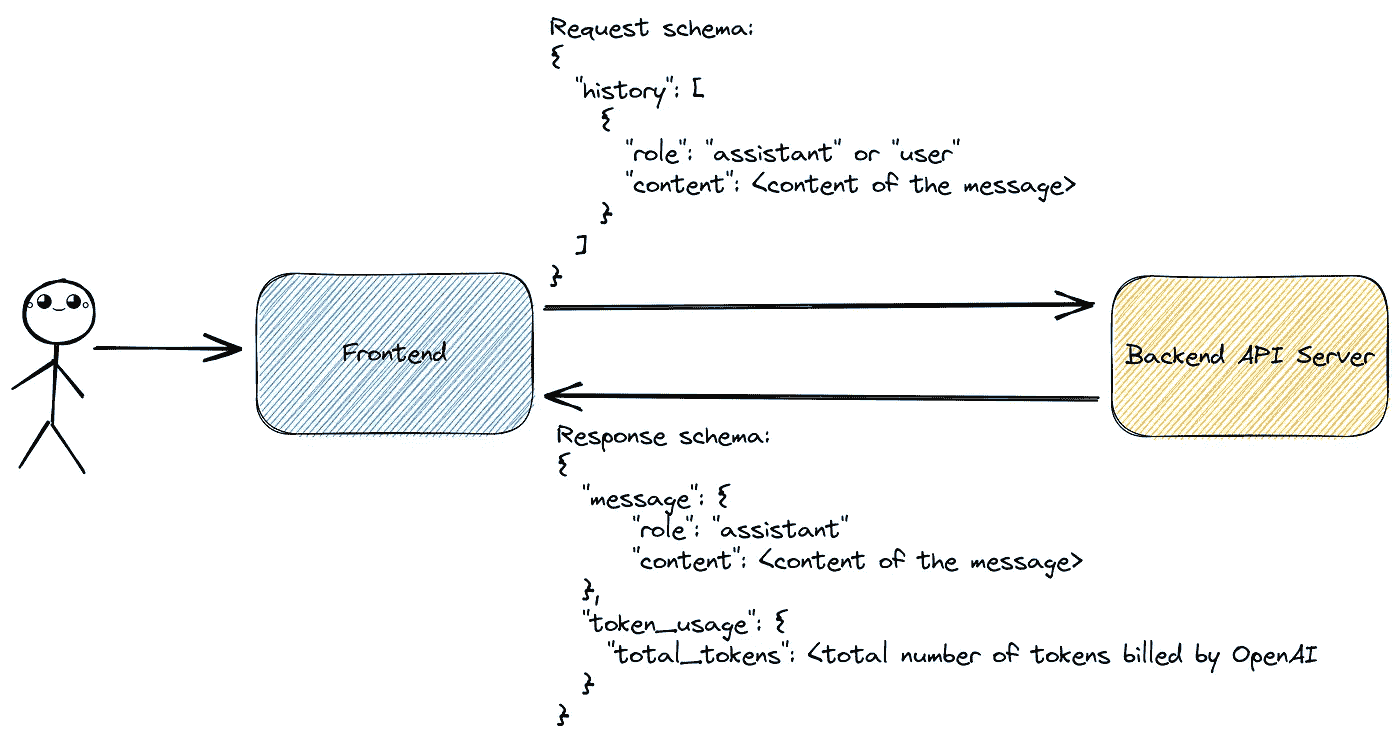 Request schema:
{
"history": [
{
"role": "assistant" or "user"
"content": <content of the message>
}
]
}
Frontend
Backend API Server
Response schema:
{
"message": {
"role": "assistant"
"content": <content of the message>
},
"token_usage": {
"total_tokens": <total number of tokens billed by OpenAI
}
}